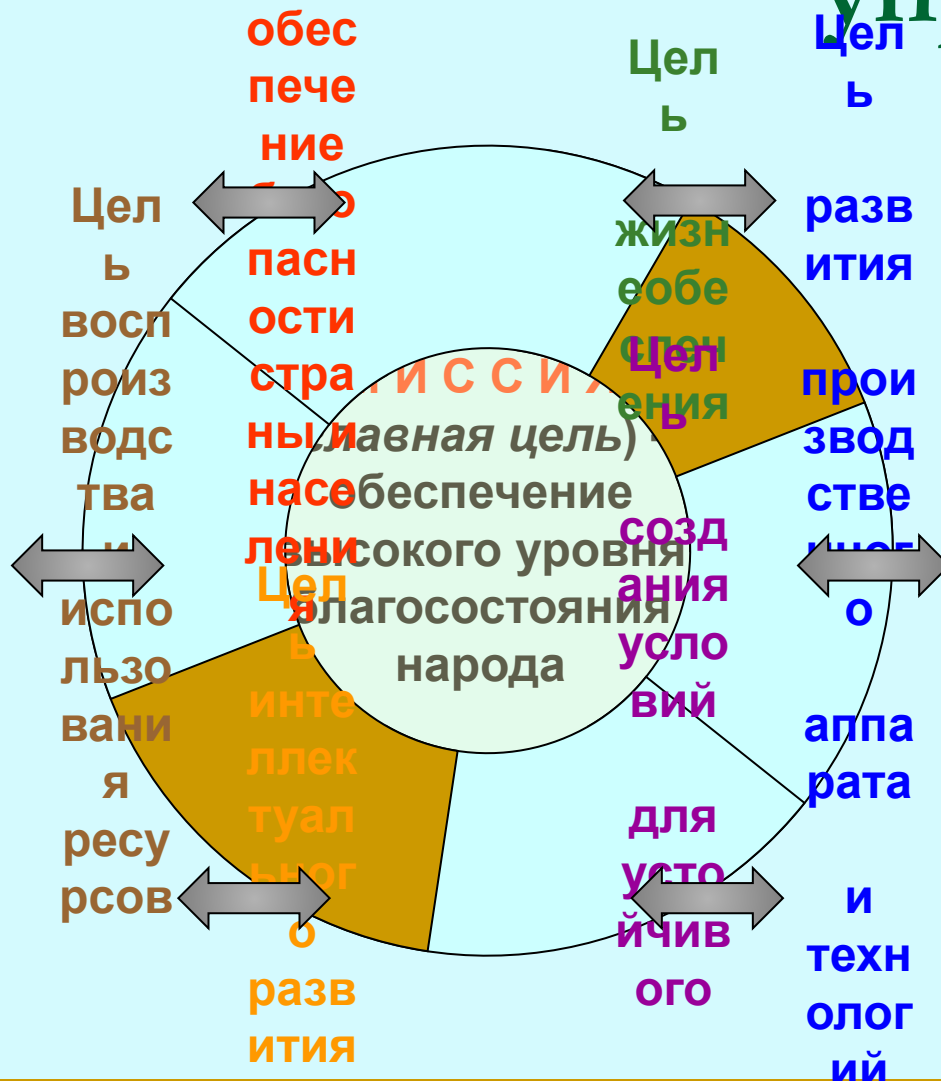 обес
пече
ние
пасн
ости
стра
ны и
насе
лени
я
Цел
ь
жизн
еобе
спеч
ения
Цел
ь
разв
ития
прои
звод
стве
ног
о
аппа
рата
и
техн
олог
ий
Цел
ь
восп
роиз
водс
тва
и
испо
льзо
вани
я
ресу
рсов
И С С И
лавная цель)
обеспечение
высокого уровня
благосостояния
народа
Цел
ь
созд
ания
усло
вий
для
усто
йчив
ого
Цел
ь
инте
ллек
туал
ьног
о
разв
ития